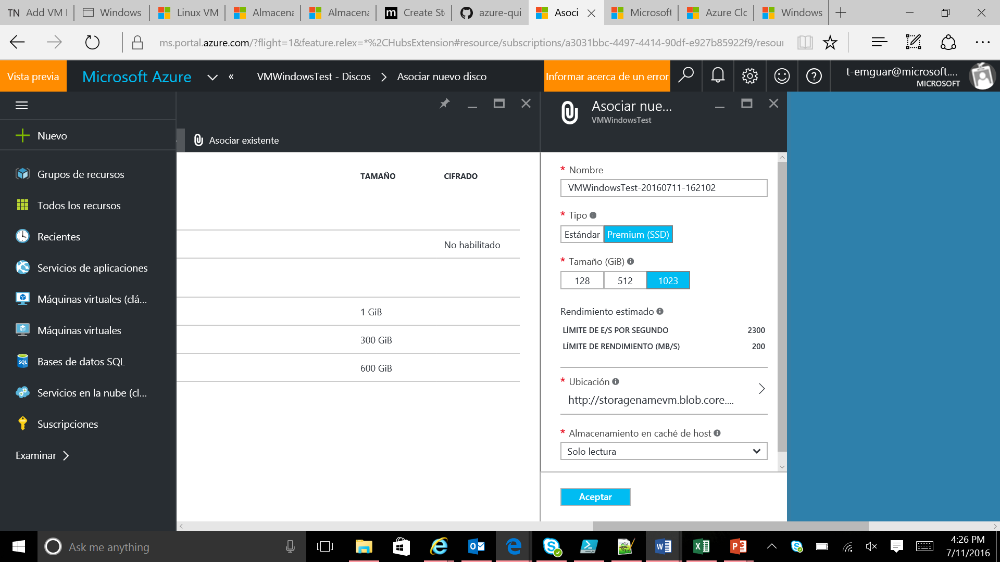 TN Add VM I
Windows
Linux VM
Almacena
Almacena
m Create St
azure-qui
Asoci
Microsoft
Azure Clo
Windows
ms.portal.azure.com/?flight=1&feature.relex=*%2CHubsExtension#resource/subscriptions/a3031bbc-4497-4414-90df-e927b85922f9/resour
Vista previa
Microsoft Azure
«
VMWindowsTest - Discos
Asociar nuevo disco
Informar acerca de un error
t-emguar@microsoft....
MICROSOFT
Nuevo
Grupos de recursos
Todos los recursos
Recientes
Servicios de aplicaciones
Máquinas virtuales (clá...
Máquinas virtuales
Bases de datos SQL
Servicios en la nube (cl...
Suscripciones
Examinar
Asociar existente
TAMAÑO CIFRADO
No habilitado
1 GiB
300 GiB
600 GiB
Asociar nue...
VMWindowsTest
* Nombre
VMWindowsTest-20160711-162102
* Tipo
Estándar Premium (SSD)
* Tamaño (GiB)
128 512 1023
Rendimiento estimado
LÍMITE DE E/S POR SEGUNDO 2300
LÍMITE DE RENDIMIENTO (MB/S) 200
* Ubicación
http://storagenamevm.blob.core....
* Almacenamiento en caché de host
Solo lectura
Aceptar
Ask me anything
4:26 PM
7/11/2016